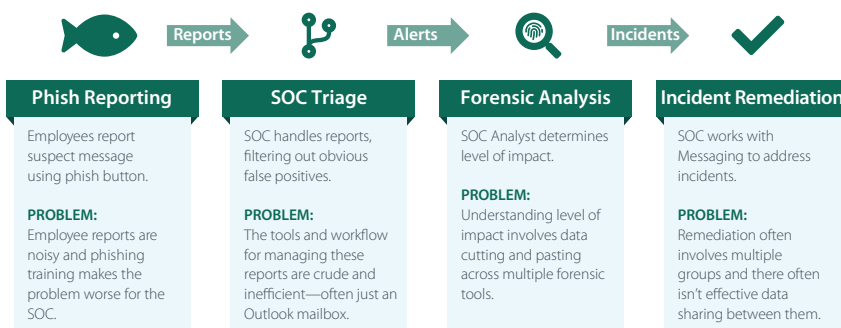 Reports
Alerts
Incidents
Phish Reporting
Employees report
suspect message
using phish button.
PROBLEM:
Employee reports are
noisy and phishing
training makes the
problem worse for the
SOC.
SOC Triage
SOC handles reports,
filtering out obvious
false positives.
PROBLEM:
The tools and workflow
for managing these
reports are crude and
inefficient—often just an
Outlook mailbox.
Forensic Analysis
SOC Analyst determines
level of impact.
PROBLEM:
Understanding level of
impact involves data
cutting and pasting
across multiple forensic
tools.
Incident Remediation
SOC works with
Messaging to address
incidents.
PROBLEM:
Remediation often
involves multiple
groups and there often
isn't effective data
sharing between them.